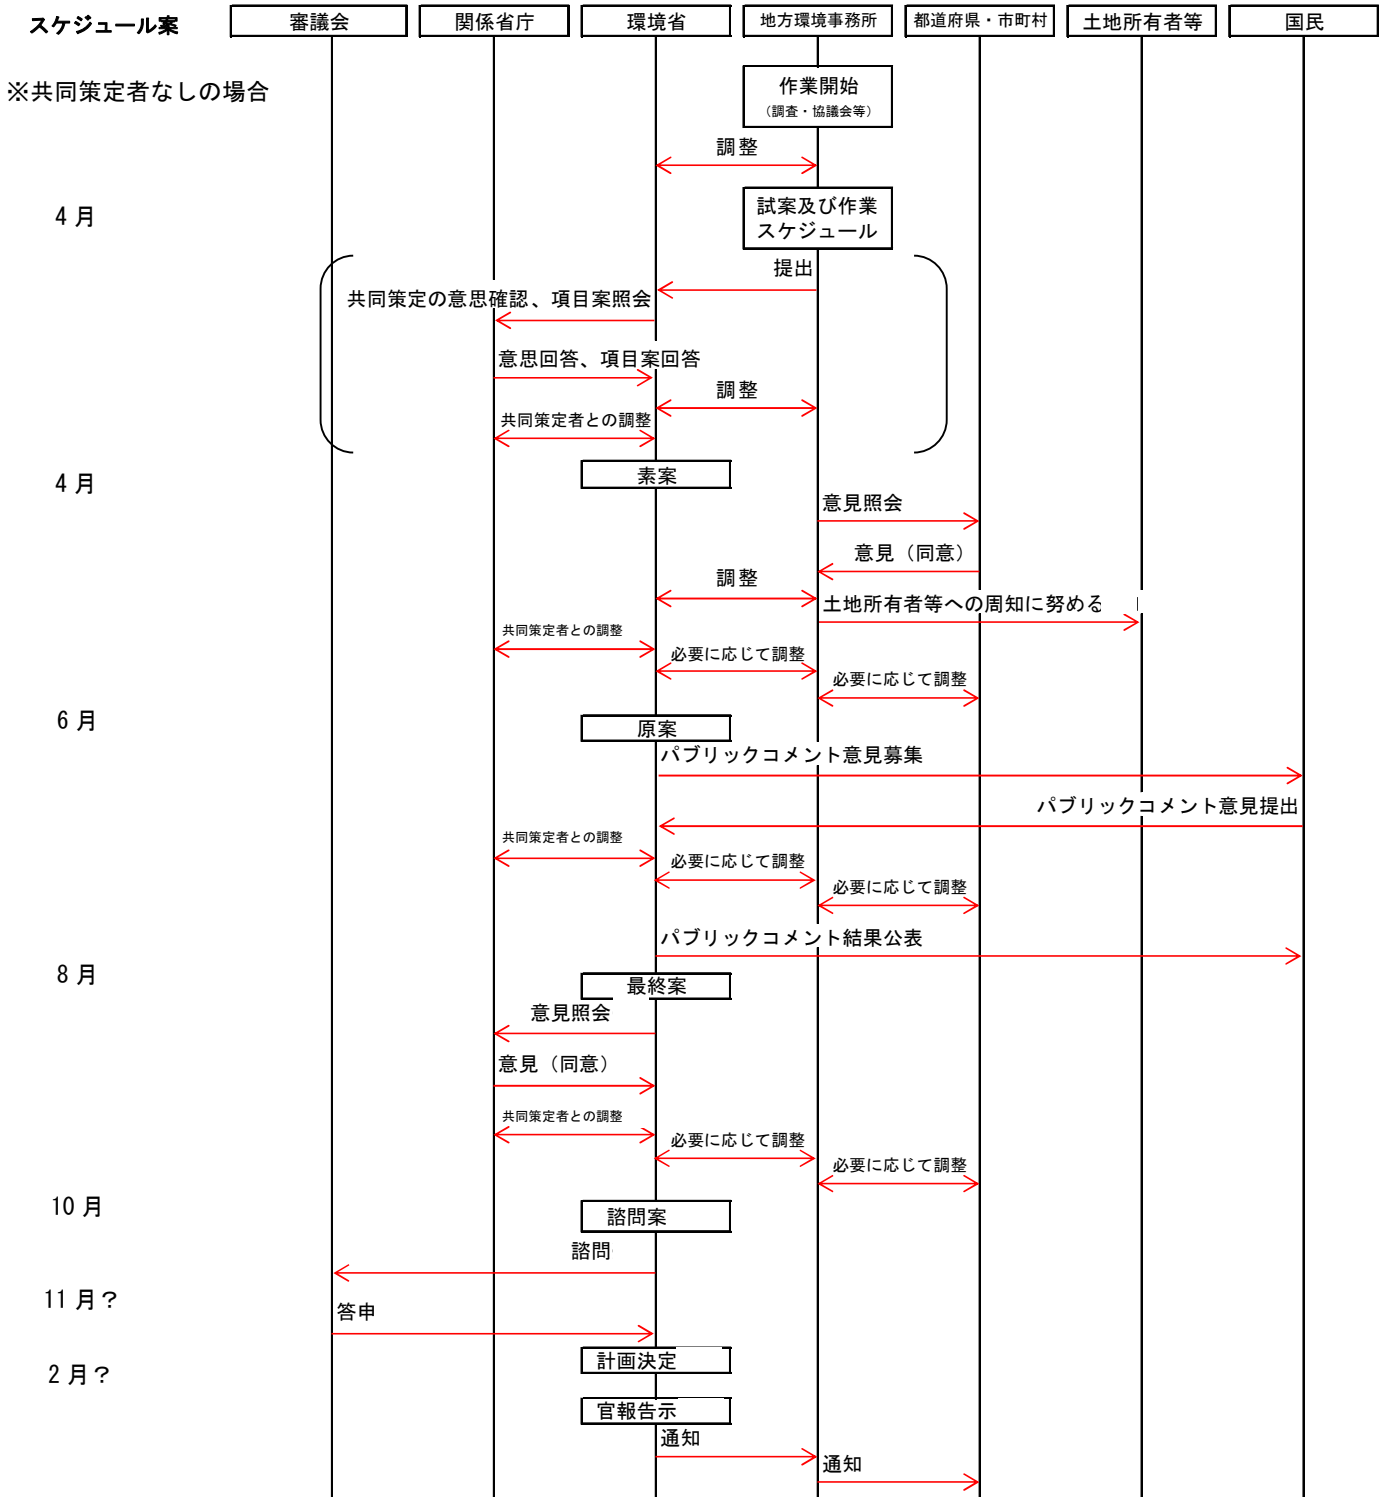 スケジュール案
審議会
関係省庁
環境省
地方環境事務所
都道府県・市町村
土地所有者等
国民
※共同策定者なしの場合
作業開始
（調査・協議会等）
調整
4月
試案及び作業
スケジュール
提出
共同策定の意思確認、項目案照会
意思回答、項目案回答
調整
共同策定者との調整
4月
素案
意見照会
意見（同意）
調整
土地所有者等への周知に努める
共同策定者との調整
必要に応じて調整
必要に応じて調整
6月
原案
パブリックコメント意見募集
パブリックコメント意見提出
共同策定者との調整
必要に応じて調整
必要に応じて調整
パブリックコメント結果公表
8月
最終案
意見照会
意見（同意）
共同策定者との調整
必要に応じて調整
必要に応じて調整
10月
諮問案
諮問
11月？
答申
計画決定
2月？
官報告示
通知
通知